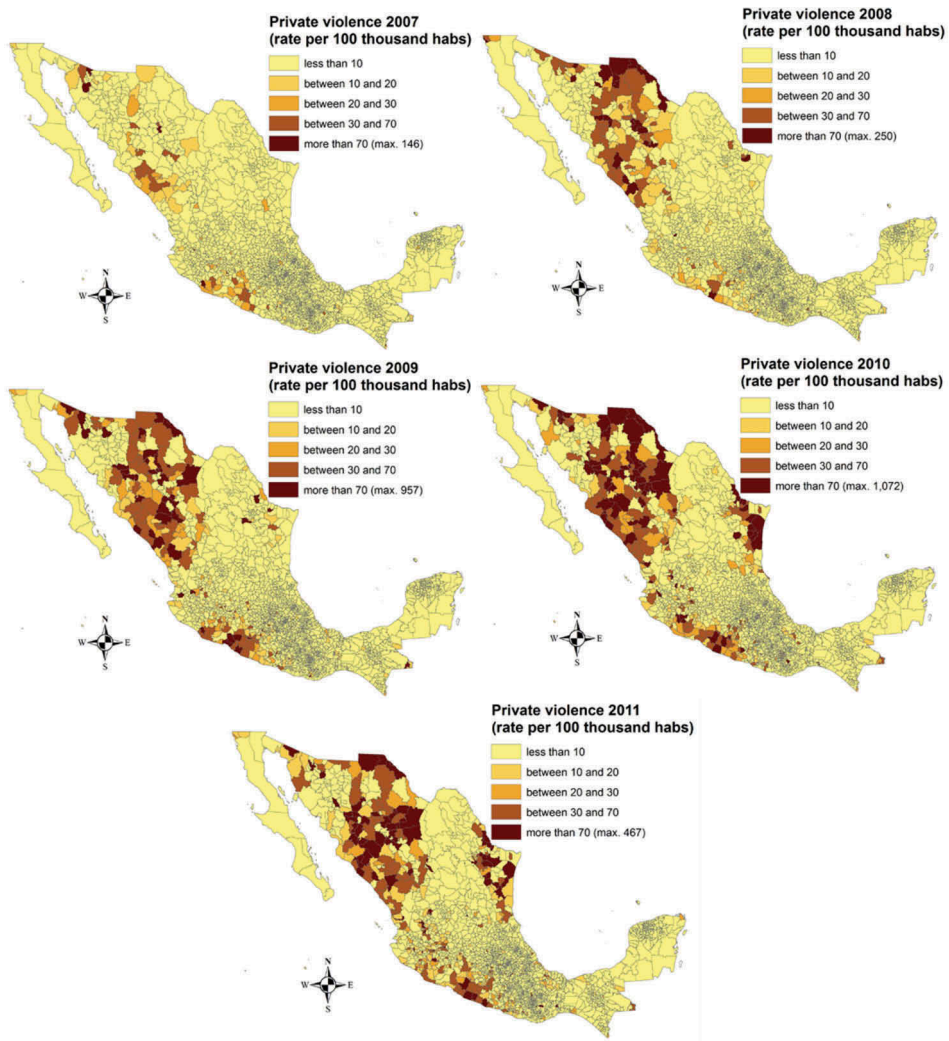 Private violence 2007
(rate per 100 thousand habs)
less than 10
between 10 and 20
between 20 and 30
between 30 and 70
more than 70 (max. 146)
N
W E
S
Private violence 2008
(rate per 100 thousand habs)
less than 10
between 10 and 20
between 20 and 30
between 30 and 70
more than 70 (max. 250)
N
W E
S
Private violence 2009
(rate per 100 thousand habs)
less than 10
between 10 and 20
between 20 and 30
between 30 and 70
more than 70 (max. 957)
N
W E
S
Private violence 2010
(rate per 100 thousand habs)
less than 10
between 10 and 20
between 20 and 30
between 30 and 70
more than 70 (max. 1,072)
N
W E
S
Private violence 2011
(rate per 100 thousand habs)
less than 10
between 10 and 20
between 20 and 30
between 30 and 70
more than 70 (max. 467)
N
W E
S